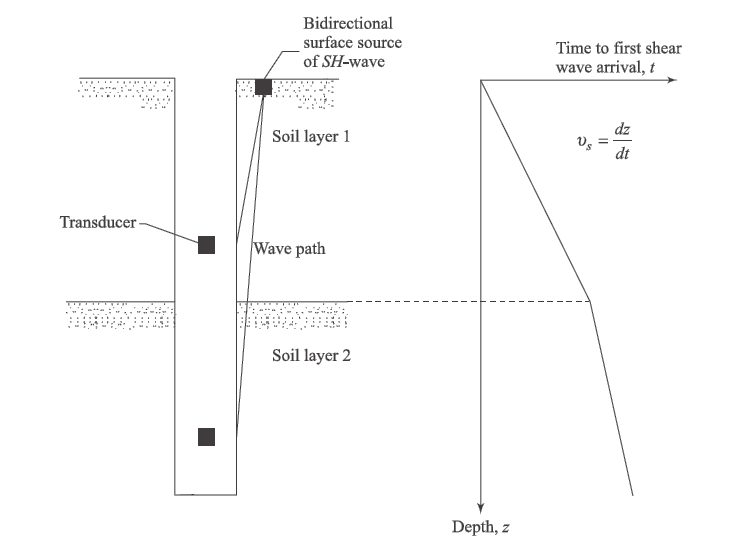 Bidirectional
surface source
of SH-wave
Time to first shear
wave arrival, t
Soil layer 1
υₛ = dz
dt
Transducer
Wave path
Soil layer 2
Depth, z